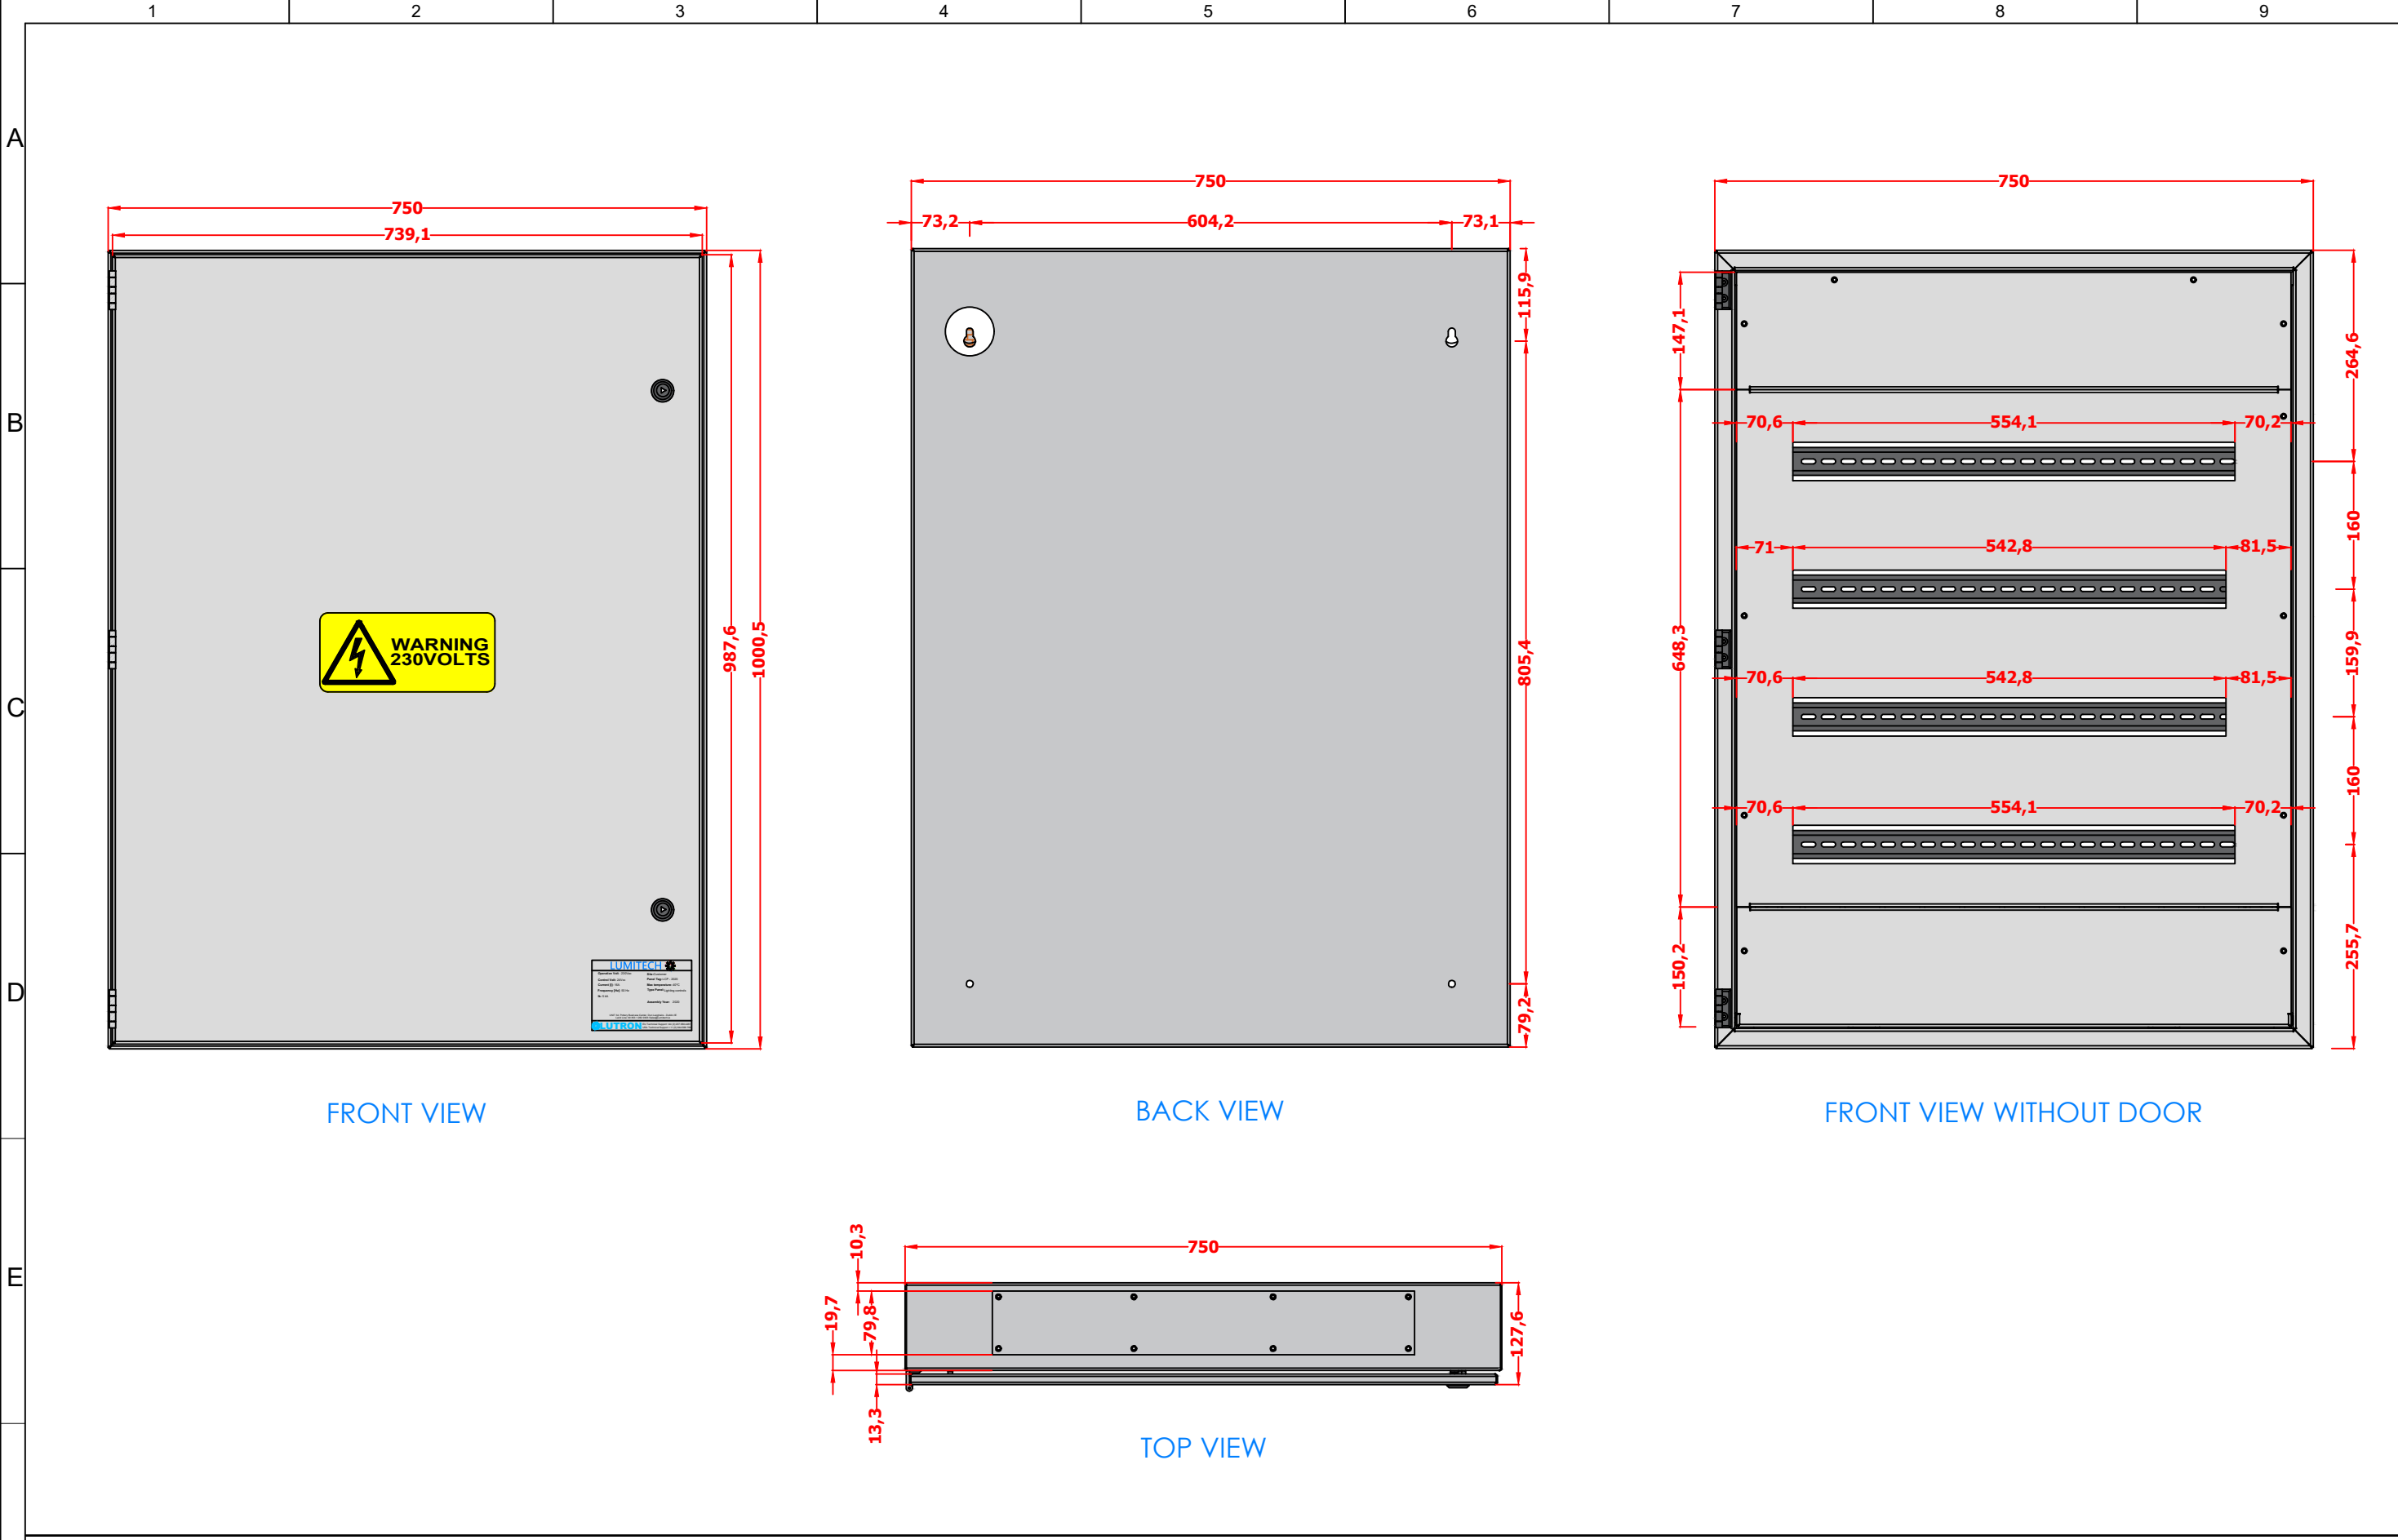 1 2 3 4 5 6 7 8 9
A
B
C
D
E
750
739,1
987,6
1000,5
WARNING
230VOLTS
LUMITECH
LUTRON
FRONT VIEW
750
73,2 604,2 73,1
115,9
805,4
79,2
BACK VIEW
750
147,1
264,6
70,6 554,1 70,2
160
71 542,8 81,5
648,3
159,9
70,6 542,8 81,5
160
70,6 554,1 70,2
150,2
255,7
FRONT VIEW WITHOUT DOOR
750
10,3
19,7
79,8
127,6
13,3
TOP VIEW